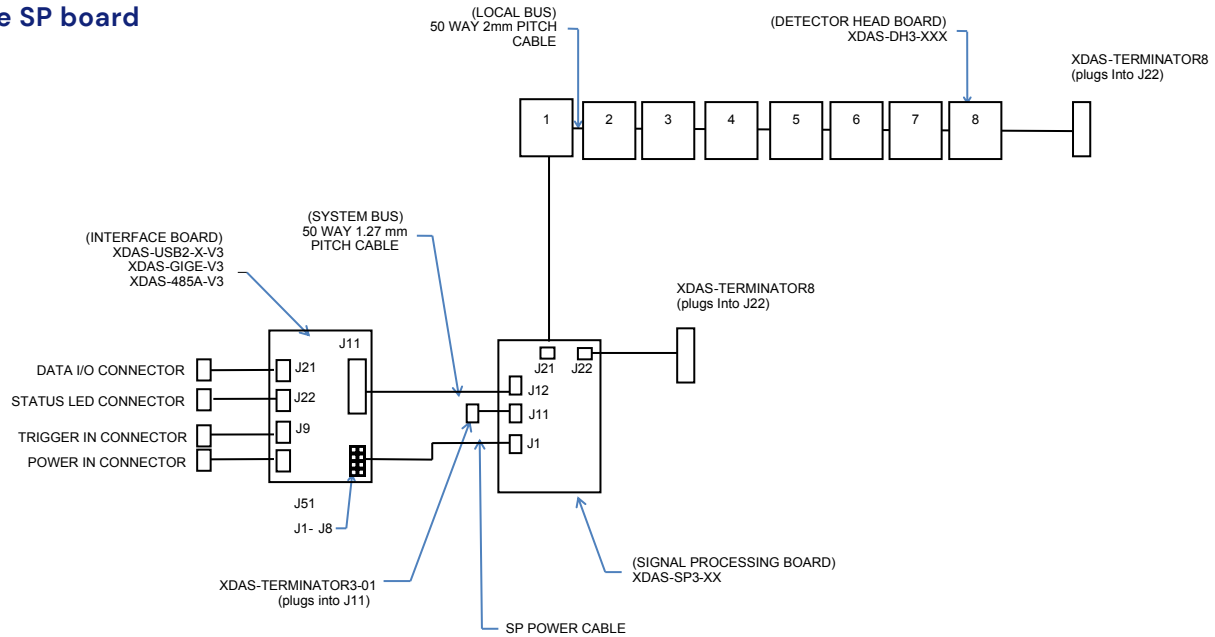 e SP board
(LOCAL BUS)
50 WAY 2mm PITCH
CABLE
(DETECTOR HEAD BOARD)
XDAS-DH3-XXX
XDAS-TERMINATOR8
(plugs Into J22)
1
2
3
4
5
6
7
8
(SYSTEM BUS)
50 WAY 1.27 mm
PITCH CABLE
(INTERFACE BOARD)
XDAS-USB2-X-V3
XDAS-GIGE-V3
XDAS-485A-V3
XDAS-TERMINATOR8
(plugs Into J22)
J11
J21
J22
DATA I/O CONNECTOR
J21
J12
STATUS LED CONNECTOR
J22
J11
TRIGGER IN CONNECTOR
J9
J1
POWER IN CONNECTOR
J51
J1- J8
XDAS-TERMINATOR3-01
(plugs into J11)
(SIGNAL PROCESSING BOARD)
XDAS-SP3-XX
SP POWER CABLE